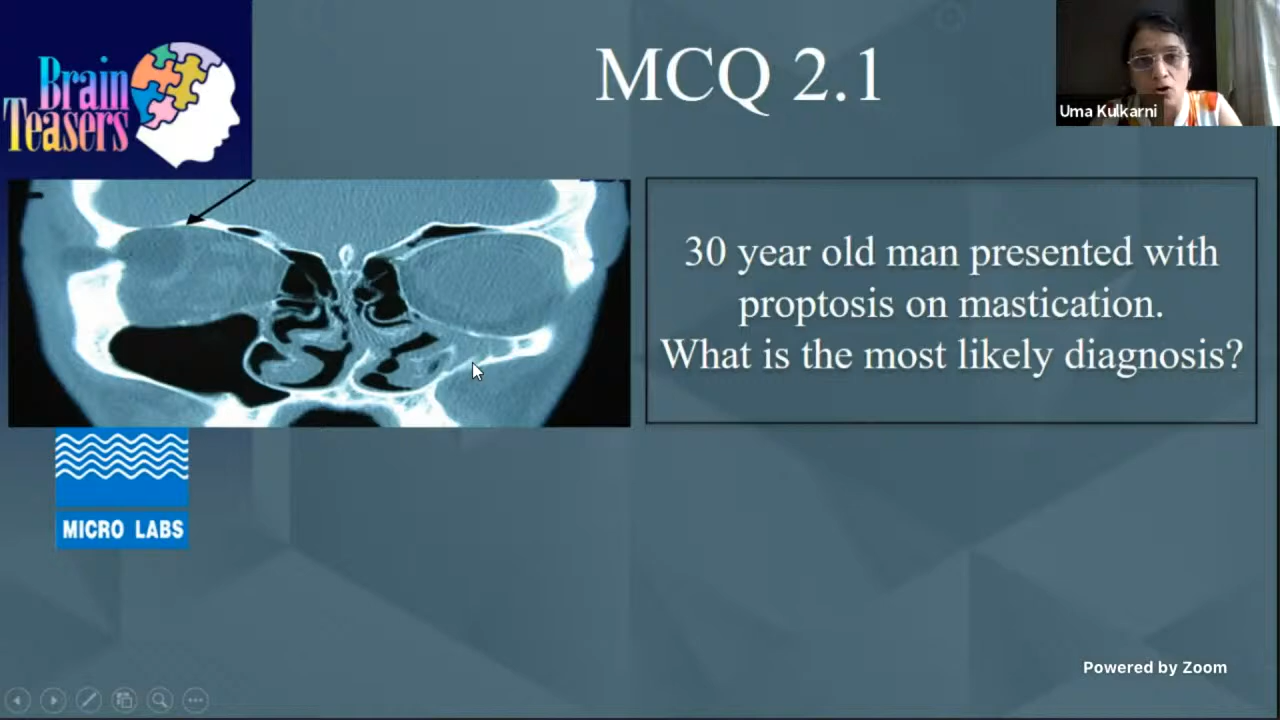 Brain
Teasers
MCQ 2.1
Uma Kulkarni
30 year old man presented with
proptosis on mastication.
What is the most likely diagnosis?
MICRO LABS
Powered by Zoom